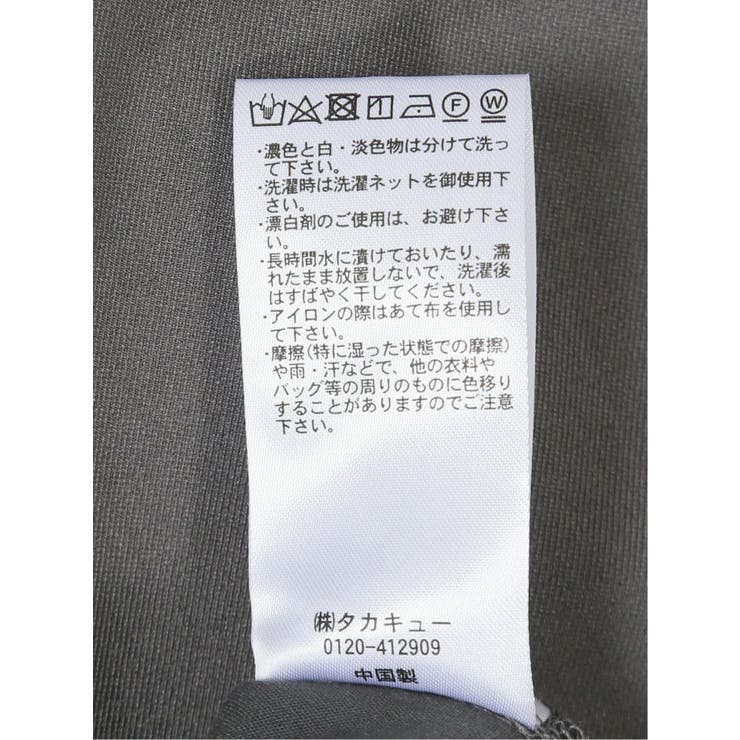 ・濃色と白・淡色物は分けて洗っ
て下さい。
・洗濯時は洗濯ネットを御使用下
さい。
・漂白剤のご使用は、お避け下さ
い。
・長時間水に漬けておいたり、濡
れたまま放置しないで、洗濯後
はすばやく干してください。
・アイロンの際はあて布を使用し
て下さい。
・摩擦(特に湿った状態での摩擦)
や雨・汗などで、他の衣料や
バッグ等の周りのものに色移り
することがありますのでご注意
下さい。
㈱タカキュー
0120-412909
中国製